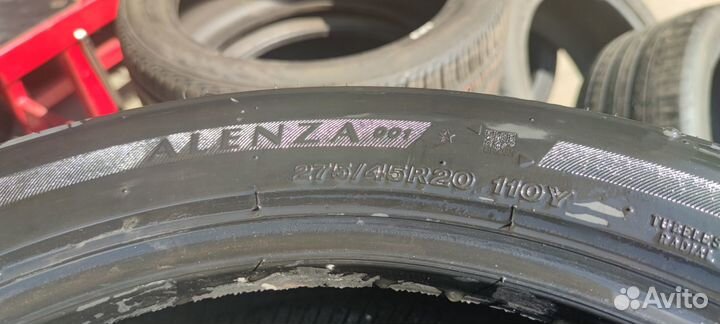 ALENZA 001
275/45R20 110Y
TUBELESS
RADIAL
Avito